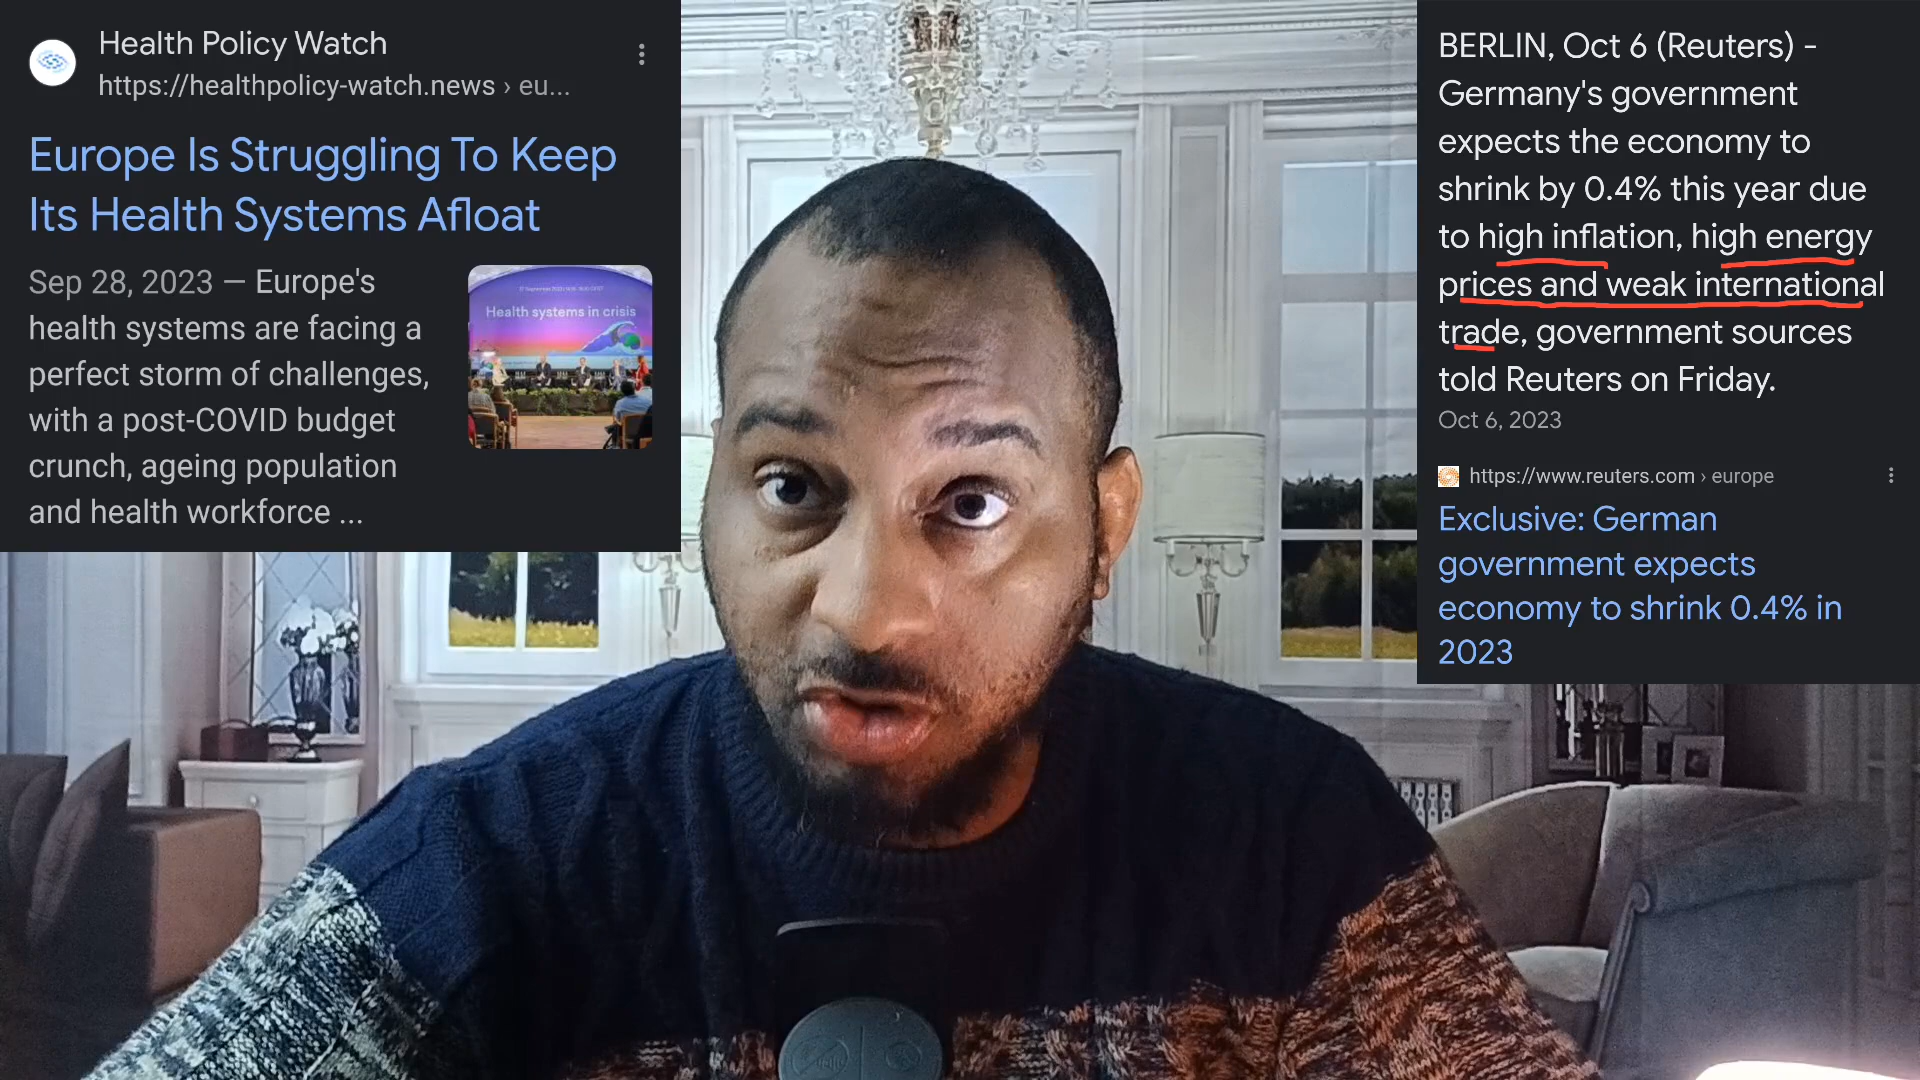 Health Policy Watch
https://healthpolicy-watch.news › eu...
Europe Is Struggling To Keep
Its Health Systems Afloat
Sep 28, 2023 — Europe's
health systems are facing a
perfect storm of challenges,
with a post-COVID budget
crunch, ageing population
and health workforce ...
Health systems in crisis
BERLIN, Oct 6 (Reuters) -
Germany's government
expects the economy to
shrink by 0.4% this year due
to high inflation, high energy
prices and weak international
trade, government sources
told Reuters on Friday.
Oct 6, 2023
https://www.reuters.com › europe
Exclusive: German
government expects
economy to shrink 0.4% in
2023